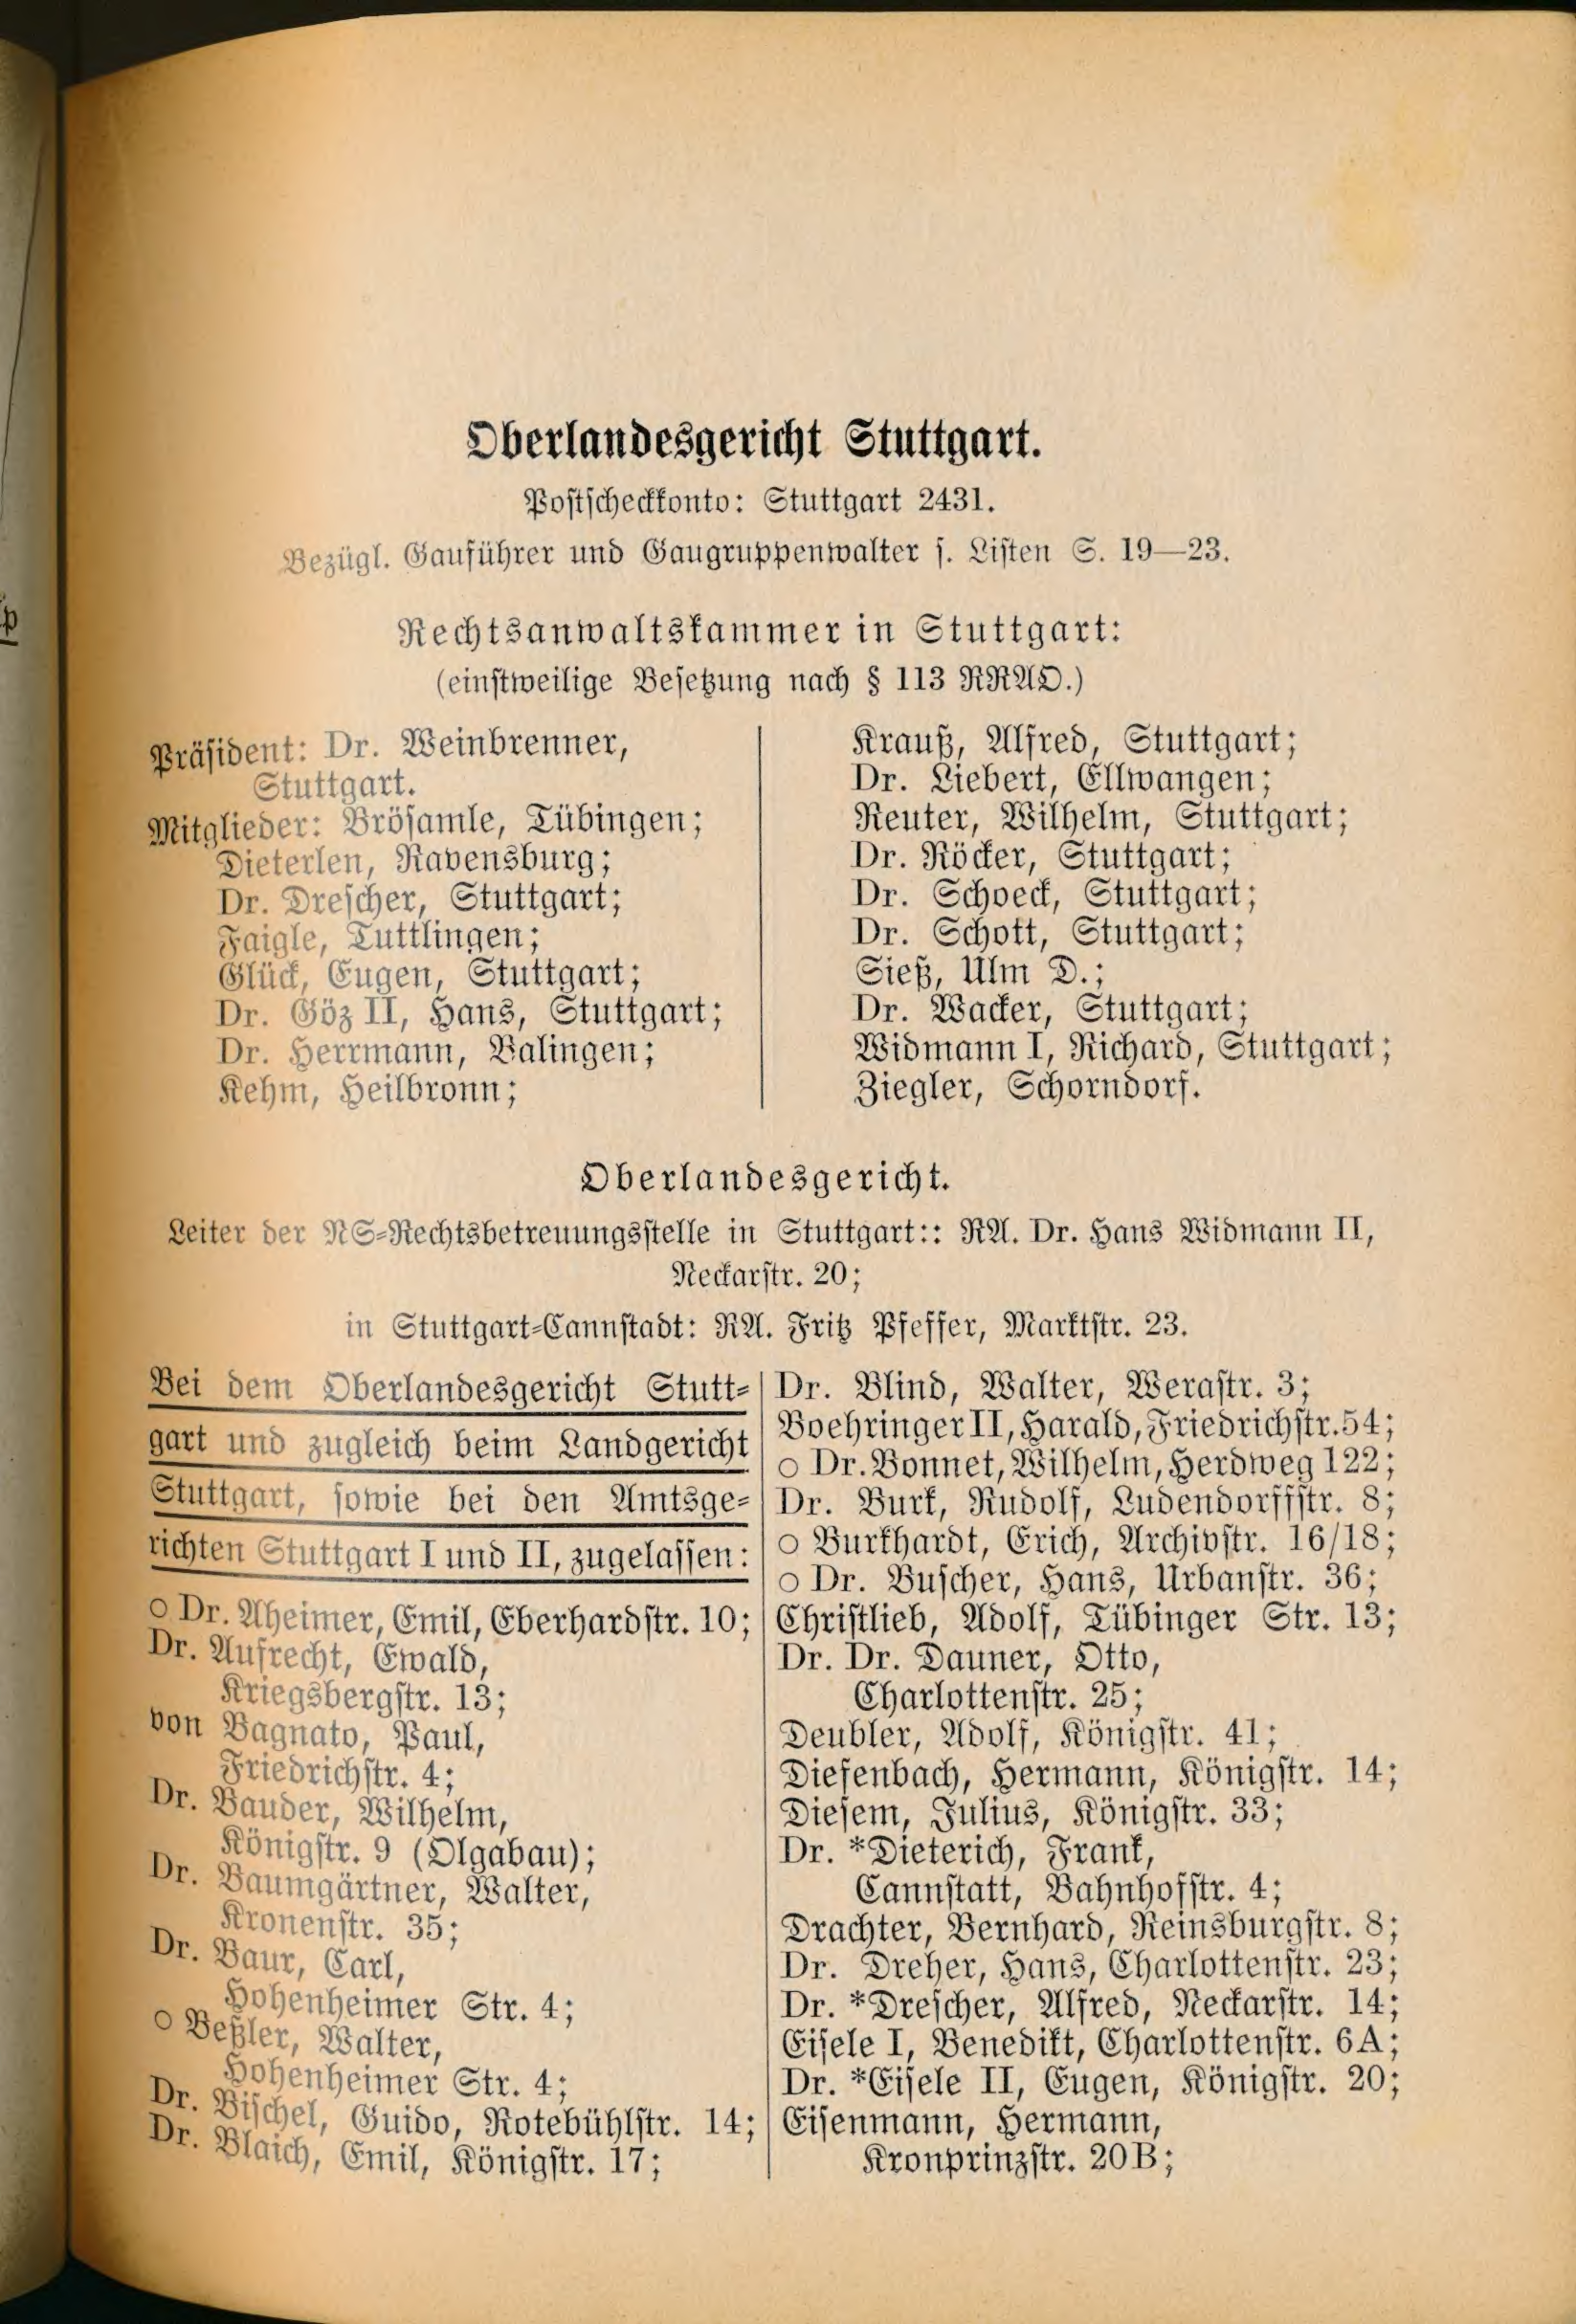 Oberlandesgericht Stuttgart.
Postscheckkonto: Stuttgart 2431.
Bezügl. Gauführer und Gaugruppenwalter s. Listen S. 19—23.
Rechtsanwaltskammer in Stuttgart:
(einstweilige Besetzung nach § 113 RRAO.)
Präsident: Dr. Weinbrenner,
Stuttgart.
Mitglieder: Brösamle, Tübingen;
Dieterlen, Ravensburg;
Dr. Drescher, Stuttgart;
Faigle, Tuttlingen;
Glück, Eugen, Stuttgart;
Dr. Göz II, Hans, Stuttgart;
Dr. Herrmann, Balingen;
Kehm, Heilbronn;
Krauß, Alfred, Stuttgart;
Dr. Liebert, Ellwangen;
Reuter, Wilhelm, Stuttgart;
Dr. Röcker, Stuttgart;
Dr. Schoeck, Stuttgart;
Dr. Schott, Stuttgart;
Sieß, Ulm D.;
Dr. Wacker, Stuttgart;
Widmann I, Richard, Stuttgart;
Ziegler, Schorndorf.
Oberlandesgericht.
Leiter der NS-Rechtsbetreuungsstelle in Stuttgart:: RA. Dr. Hans Widmann II,
Neckarstr. 20;
in Stuttgart-Cannstadt: RA. Fritz Pfeffer, Marktstr. 23.
Bei dem Oberlandesgericht Stutt-
gart und zugleich beim Landgericht
Stuttgart, sowie bei den Amtsge-
richten Stuttgart I und II, zugelassen:
○ Dr. Aheimer, Emil, Eberhardstr. 10;
Dr. Aufrecht, Ewald,
Kriegsbergstr. 13;
von Bagnato, Paul,
Friedrichstr. 4;
Dr. Bauder, Wilhelm,
Königstr. 9 (Olgabau);
Dr. Baumgärtner, Walter,
Kronenstr. 35;
Dr. Baur, Carl,
Hohenheimer Str. 4;
○ Beßler, Walter,
Hohenheimer Str. 4;
Dr. Bischel, Guido, Rotebühlstr. 14;
Dr. Blaich, Emil, Königstr. 17;
Dr. Blind, Walter, Werastr. 3;
Boehringer II, Harald, Friedrichstr. 54;
○ Dr. Bonnet, Wilhelm, Herdweg 122;
Dr. Burk, Rudolf, Ludendorffstr. 8;
○ Burkhardt, Erich, Archivstr. 16/18;
○ Dr. Buscher, Hans, Urbanstr. 36;
Christlieb, Adolf, Tübinger Str. 13;
Dr. Dr. Dauner, Otto,
Charlottenstr. 25;
Deubler, Adolf, Königstr. 41;
Diefenbach, Hermann, Königstr. 14;
Diesem, Julius, Königstr. 33;
Dr. *Dieterich, Frank,
Cannstatt, Bahnhofstr. 4;
Drachter, Bernhard, Reinsburgstr. 8;
Dr. Dreher, Hans, Charlottenstr. 23;
Dr. *Drescher, Alfred, Neckarstr. 14;
Eisele I, Benedikt, Charlottenstr. 6A;
Dr. *Eisele II, Eugen, Königstr. 20;
Eisenmann, Hermann,
Kronprinzstr. 20B;